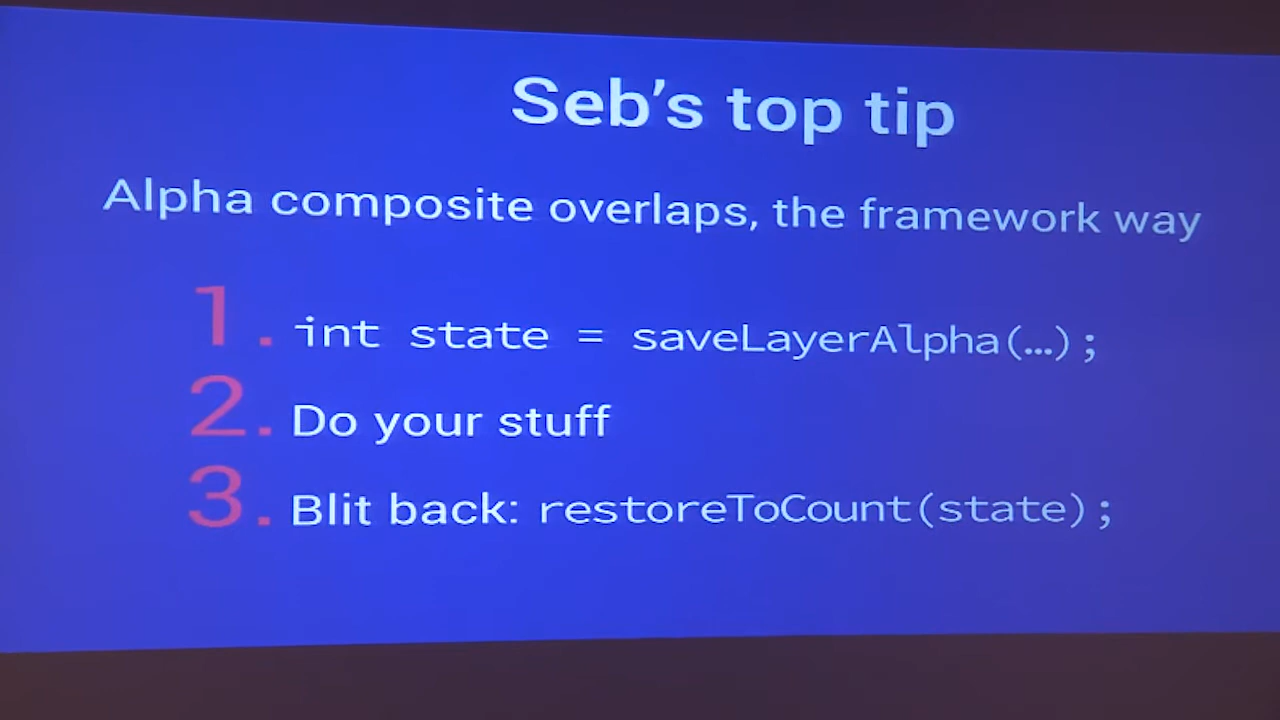 Seb's top tip
Alpha composite overlaps, the framework way
1. int state = saveLayerAlpha(…);
2. Do your stuff
3. Blit back: restoreToCount(state);